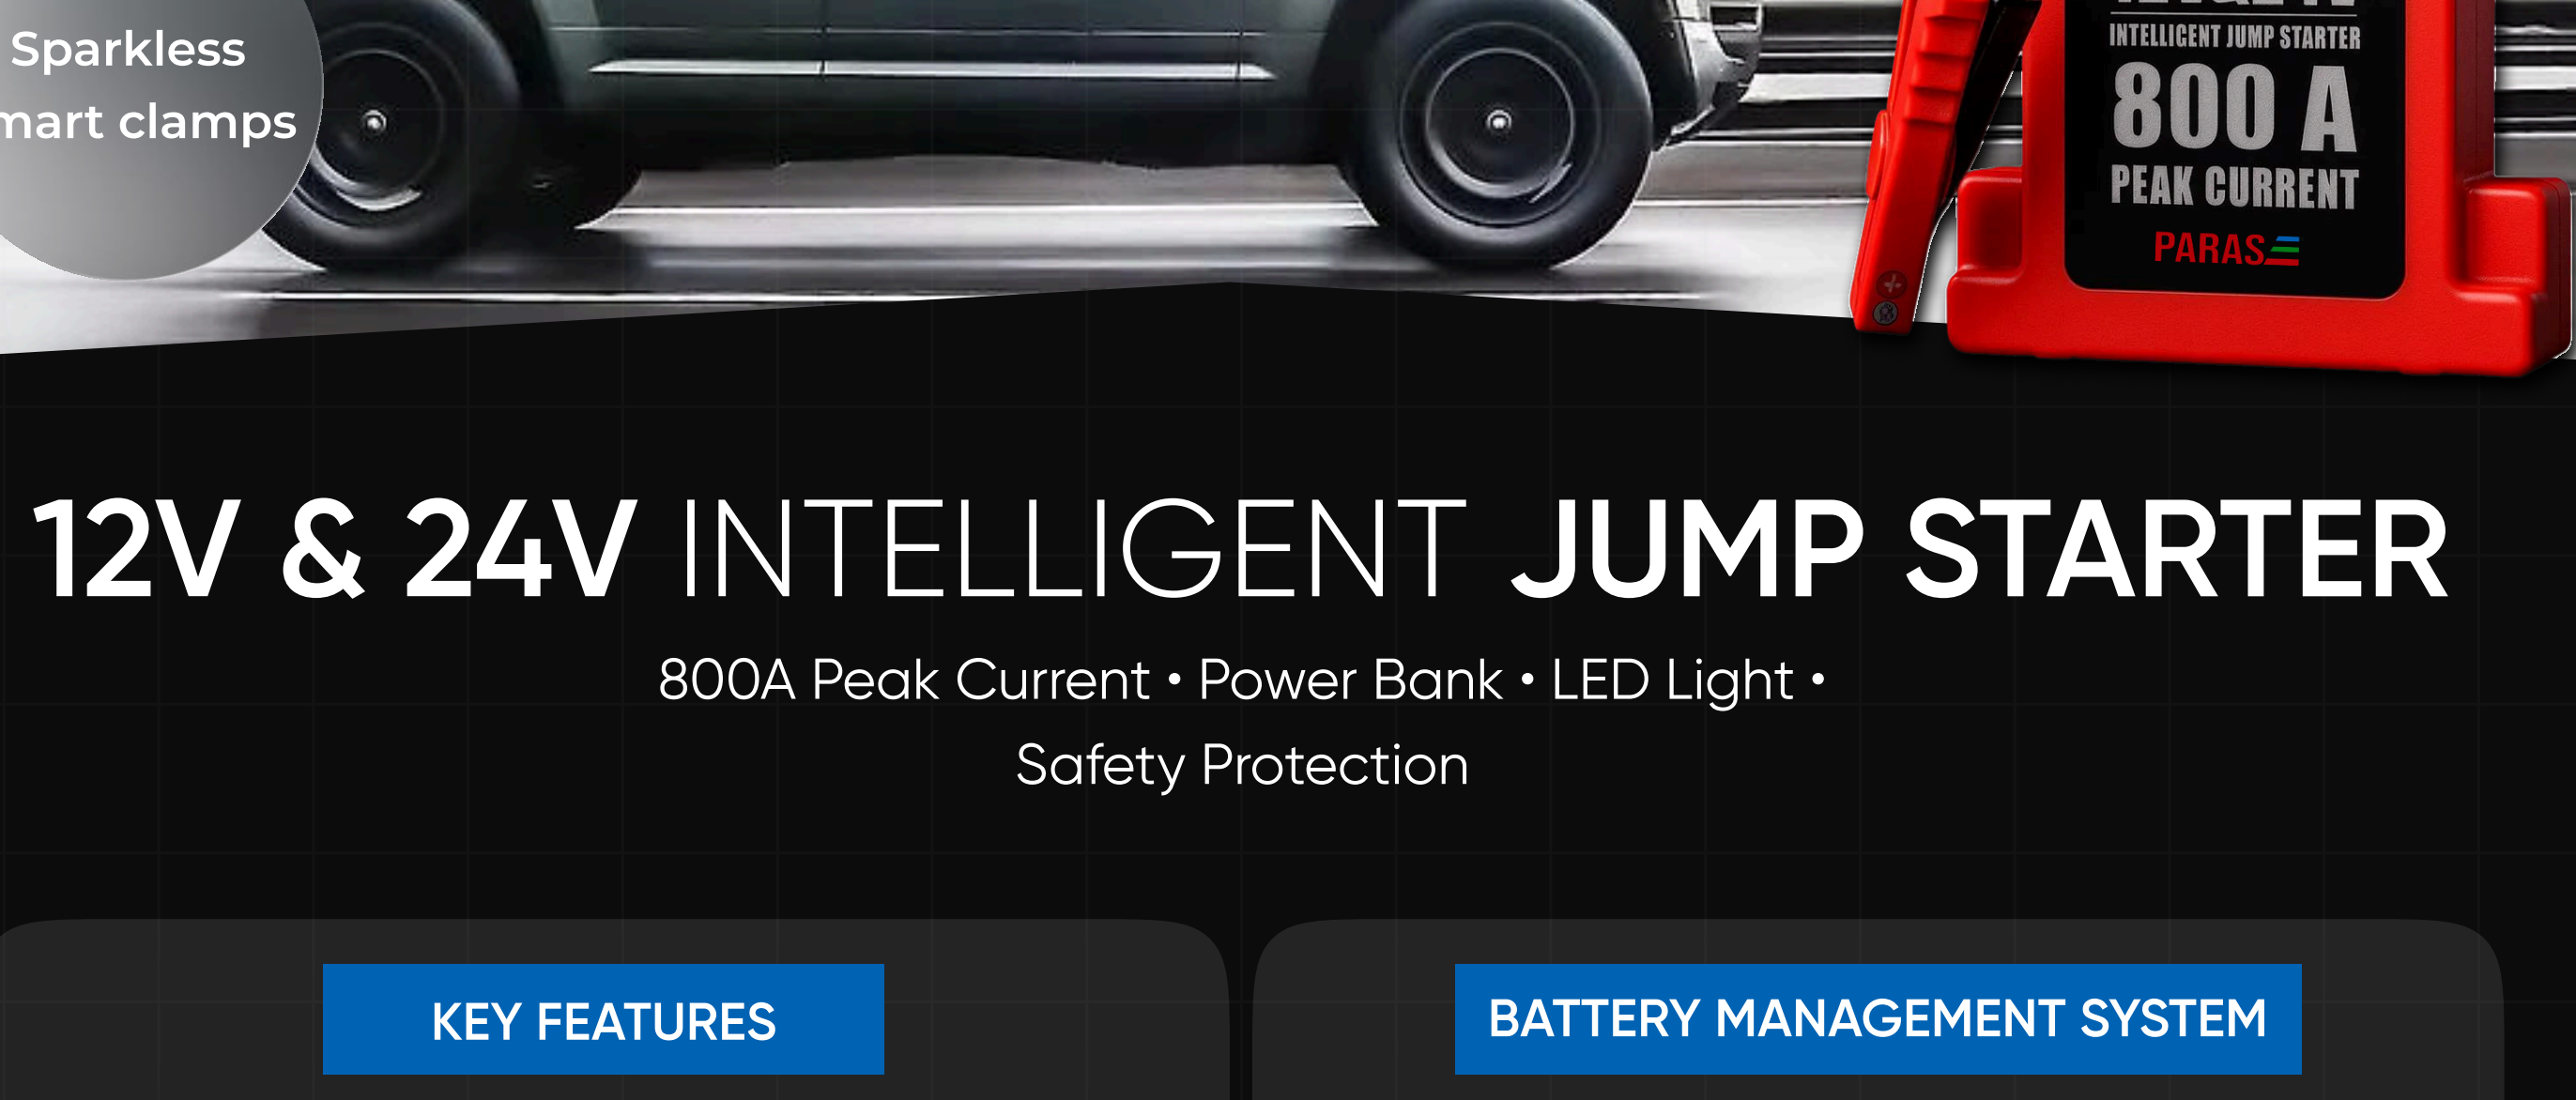 Sparkless
clamps
INTELLIGENT JUMP STARTER
800 A
PEAK CURRENT
PARAS
12V & 24V INTELLIGENT JUMP STARTER
800A Peak Current • Power Bank • LED Light •
Safety Protection
KEY FEATURES
BATTERY MANAGEMENT SYSTEM